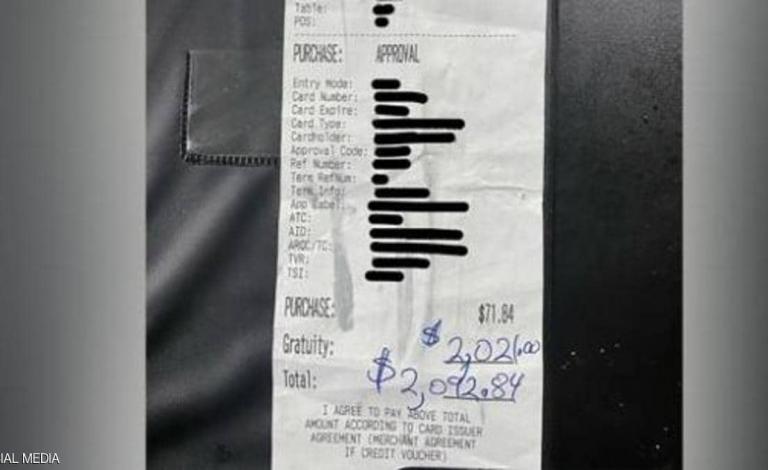 Table:
POS:
PURCHASE: APPROVAL
Entry Mode:
Card Number:
Card Expire:
Card Type:
Cardholder:
Approval Code:
Ref Number:
Term RefNum:
Term Info:
App Label:
ATC:
AID:
ARQC/TC:
TVR:
TSI:
PURCHASE: $71.84
Gratuity: $2,021.00
Total: $2,092.84
I AGREE TO PAY ABOVE TOTAL
AMOUNT ACCORDING TO CARD ISSUER
AGREEMENT (MERCHANT AGREEMENT
IF CREDIT VOUCHER)
IAL MEDIA